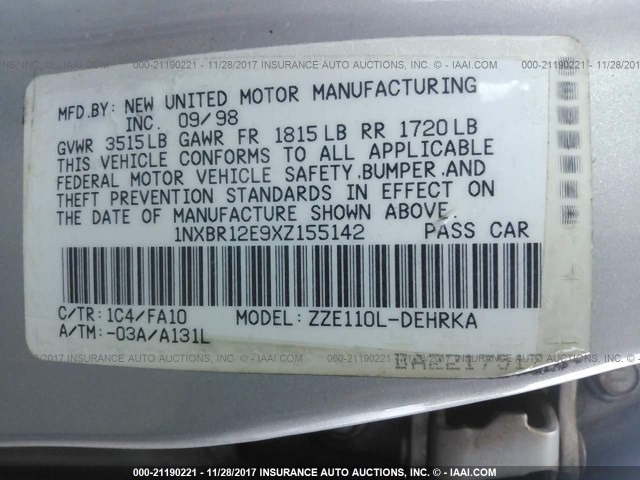 000-21190221 - 11/28/2017 INSURANCE AUTO AUCTIONS, INC. © - IAAI.COM
MFD.BY: NEW UNITED MOTOR MANUFACTURING
INC. 09/98
GVWR 3515LB GAWR FR 1815LB RR 1720LB
THIS VEHICLE CONFORMS TO ALL APPLICABLE
FEDERAL MOTOR VEHICLE SAFETY,BUMPER,AND
THEFT PREVENTION STANDARDS IN EFFECT ON
THE DATE OF MANUFACTURE SHOWN ABOVE.
1NXBR12E9XZ155142 PASS CAR
C/TR: 1C4/FA10 MODEL: ZZE110L-DEHRKA
A/TM:-03A/A131L
000-21190221 - 11/28/2017 INSURANCE AUTO AUCTIONS, INC. © - IAAI.COM